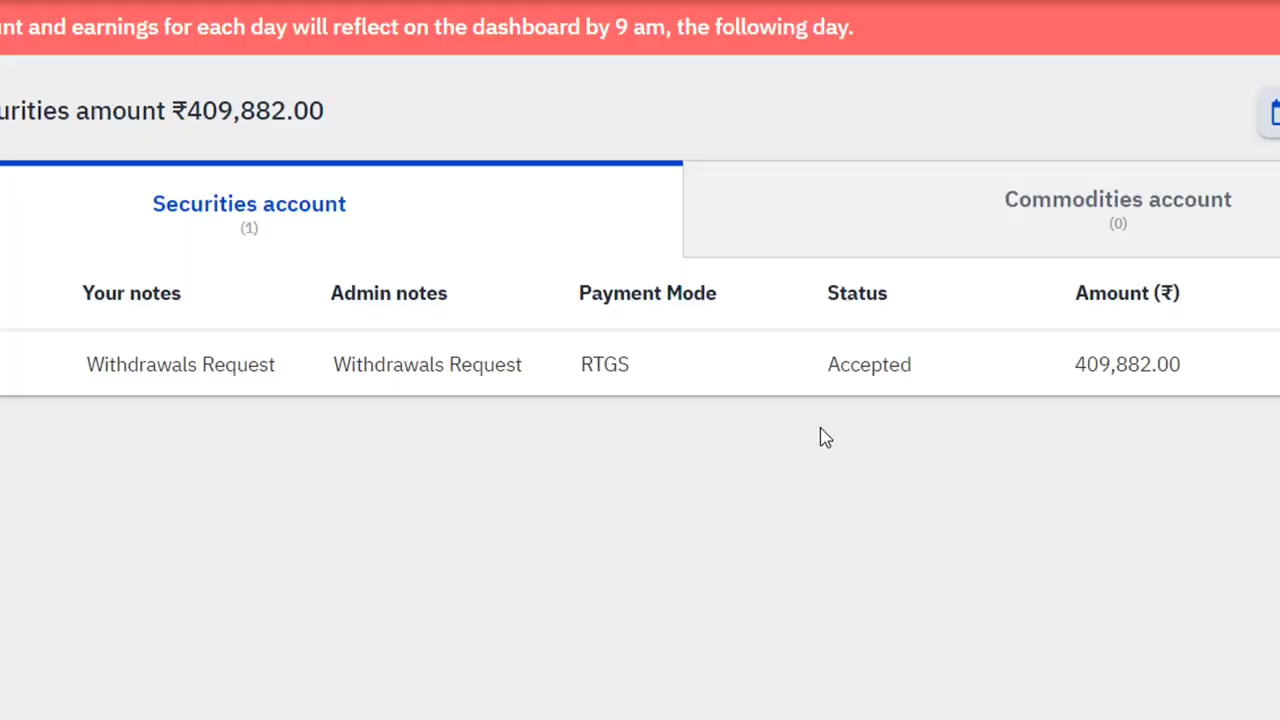 and earnings for each day will reflect on the dashboard by 9 am, the following day.
amount ₹409,882.00
Securities account
(1)
Commodities account
(0)
Your notes Admin notes Payment Mode Status Amount (₹)
Withdrawals Request Withdrawals Request RTGS Accepted 409,882.00